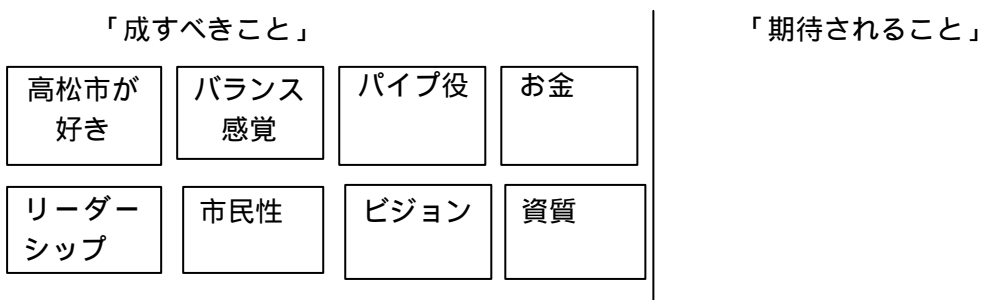 「成すべきこと」
「期待されること」
高松市が
好き
バランス
感覚
パイプ役
お金
リーダー
シップ
市民性
ビジョン
資質